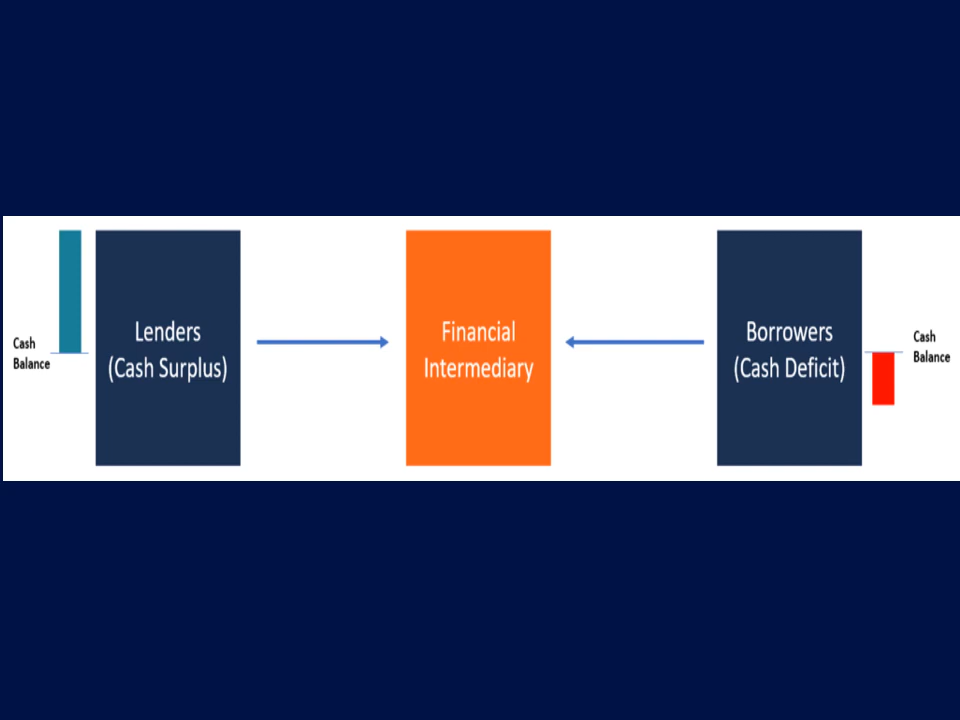 Cash
Balance
Lenders
(Cash Surplus)
Financial
Intermediary
Borrowers
(Cash Deficit)
Cash
Balance